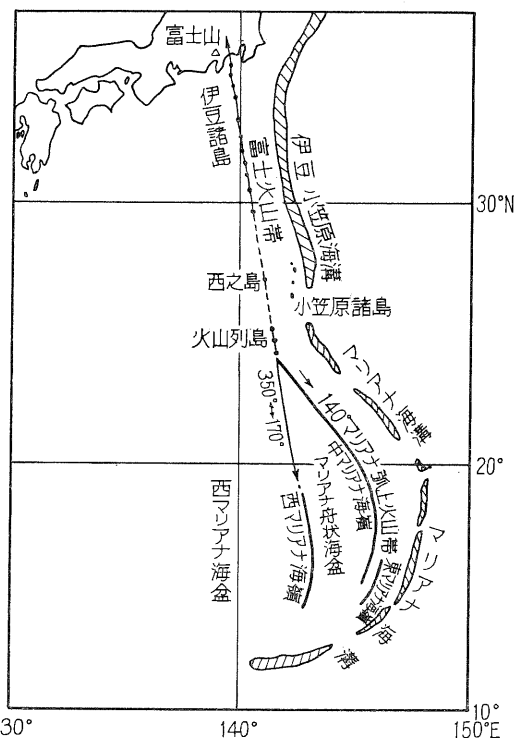 富士山
伊豆諸島
富士火山帯
伊豆 小笠原海溝
30°N
西之島
小笠原諸島
火山列島
マリアナ海溝
350°↔170°
140°マリアナ弧上火山帯
中マリアナ海嶺
20°
マリアナ舟状海盆
西マリアナ海嶺
西マリアナ海盆
東マリアナ海嶺
マリアナ海溝
10°
30°
140°
150°E